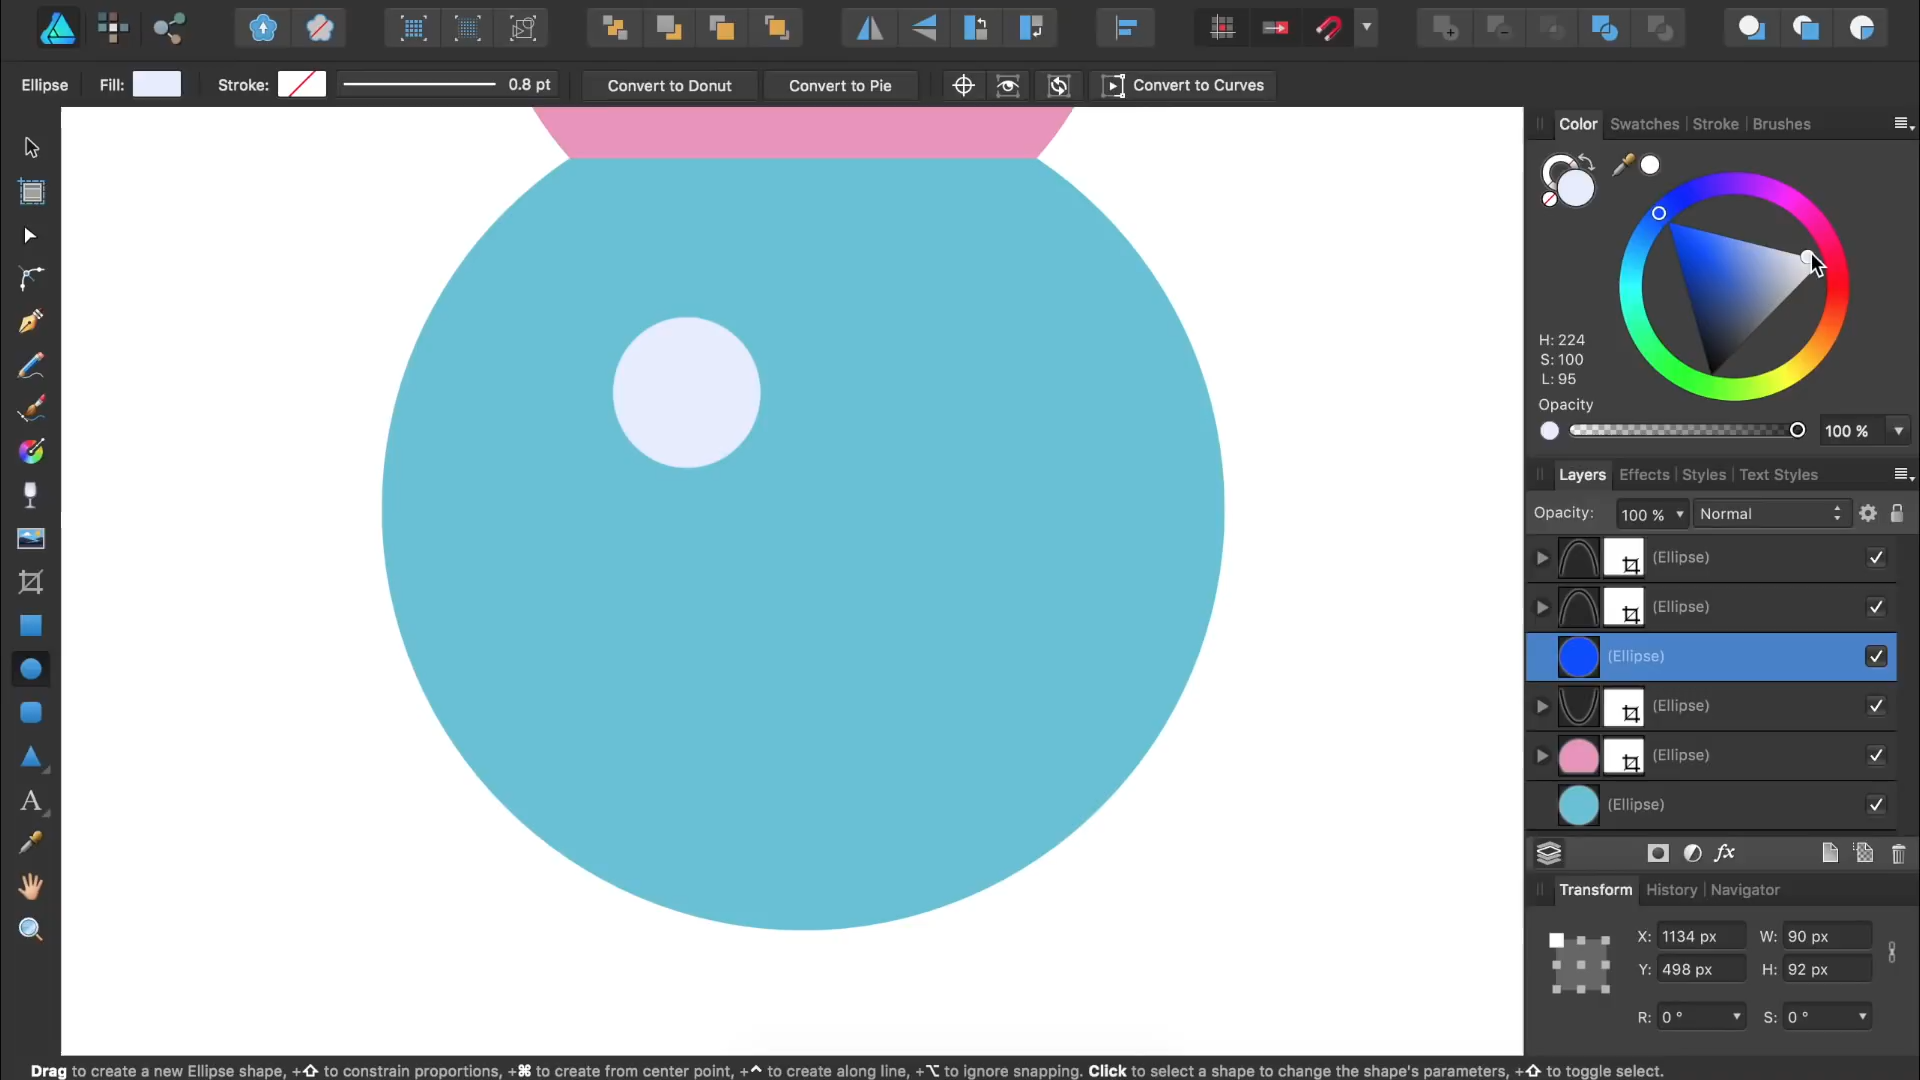 Ellipse Fill: Stroke: 0.8 pt Convert to Donut Convert to Pie Convert to Curves
Color Swatches Stroke Brushes
H: 224
S: 100
L: 95
Opacity
100 %
Layers Effects Styles Text Styles
Opacity: 100 % Normal
(Ellipse)
(Ellipse)
(Ellipse)
(Ellipse)
(Ellipse)
(Ellipse)
fx
Transform History Navigator
X: 1134 px W: 90 px
Y: 498 px H: 92 px
R: 0 ° S: 0 °
A
Drag to create a new Ellipse shape, +⇧ to constrain proportions, +⌘ to create from center point, +⌃ to create along line, +⌥ to ignore snapping. Click to select a shape to change the shape's parameters, +⇧ to toggle select.